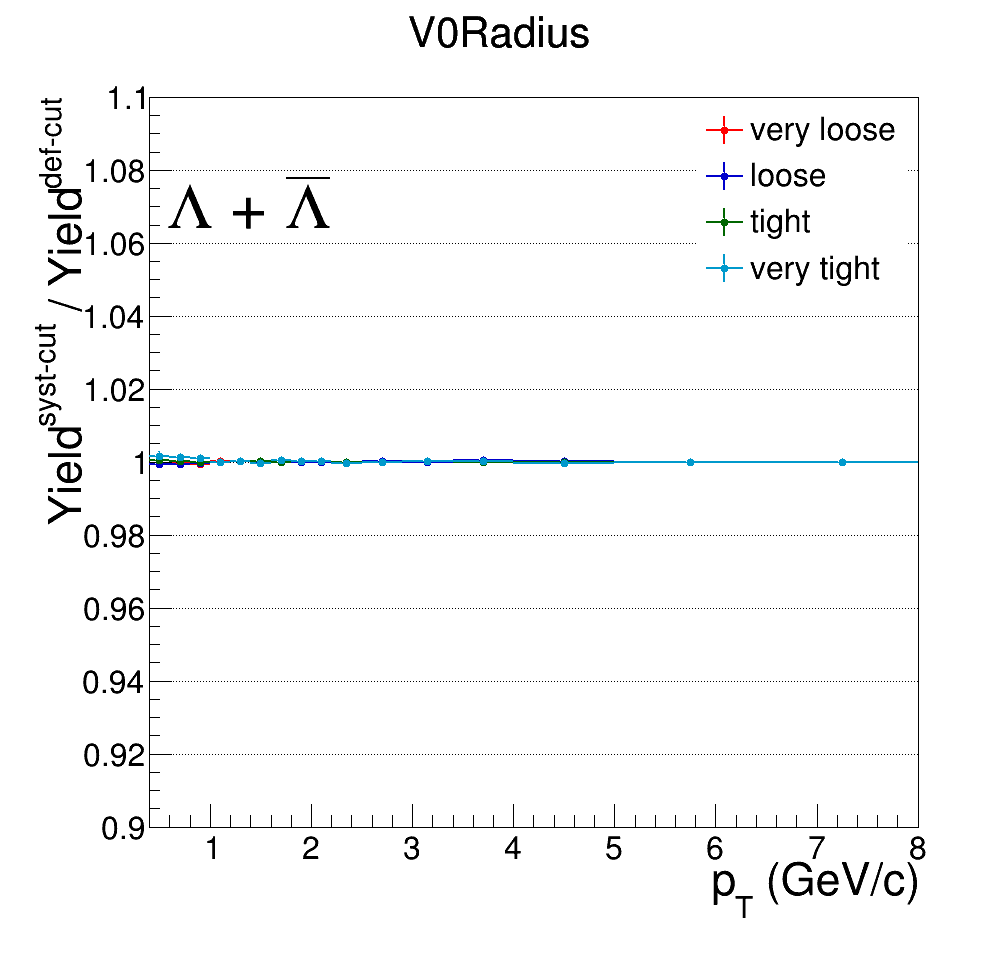 V0Radius
Yield^syst-cut / Yield^def-cut
1.1
1.08
1.06
1.04
1.02
1
0.98
0.96
0.94
0.92
0.9
Λ + Λ̅
very loose
loose
tight
very tight
1 2 3 4 5 6 7 8
p_T (GeV/c)